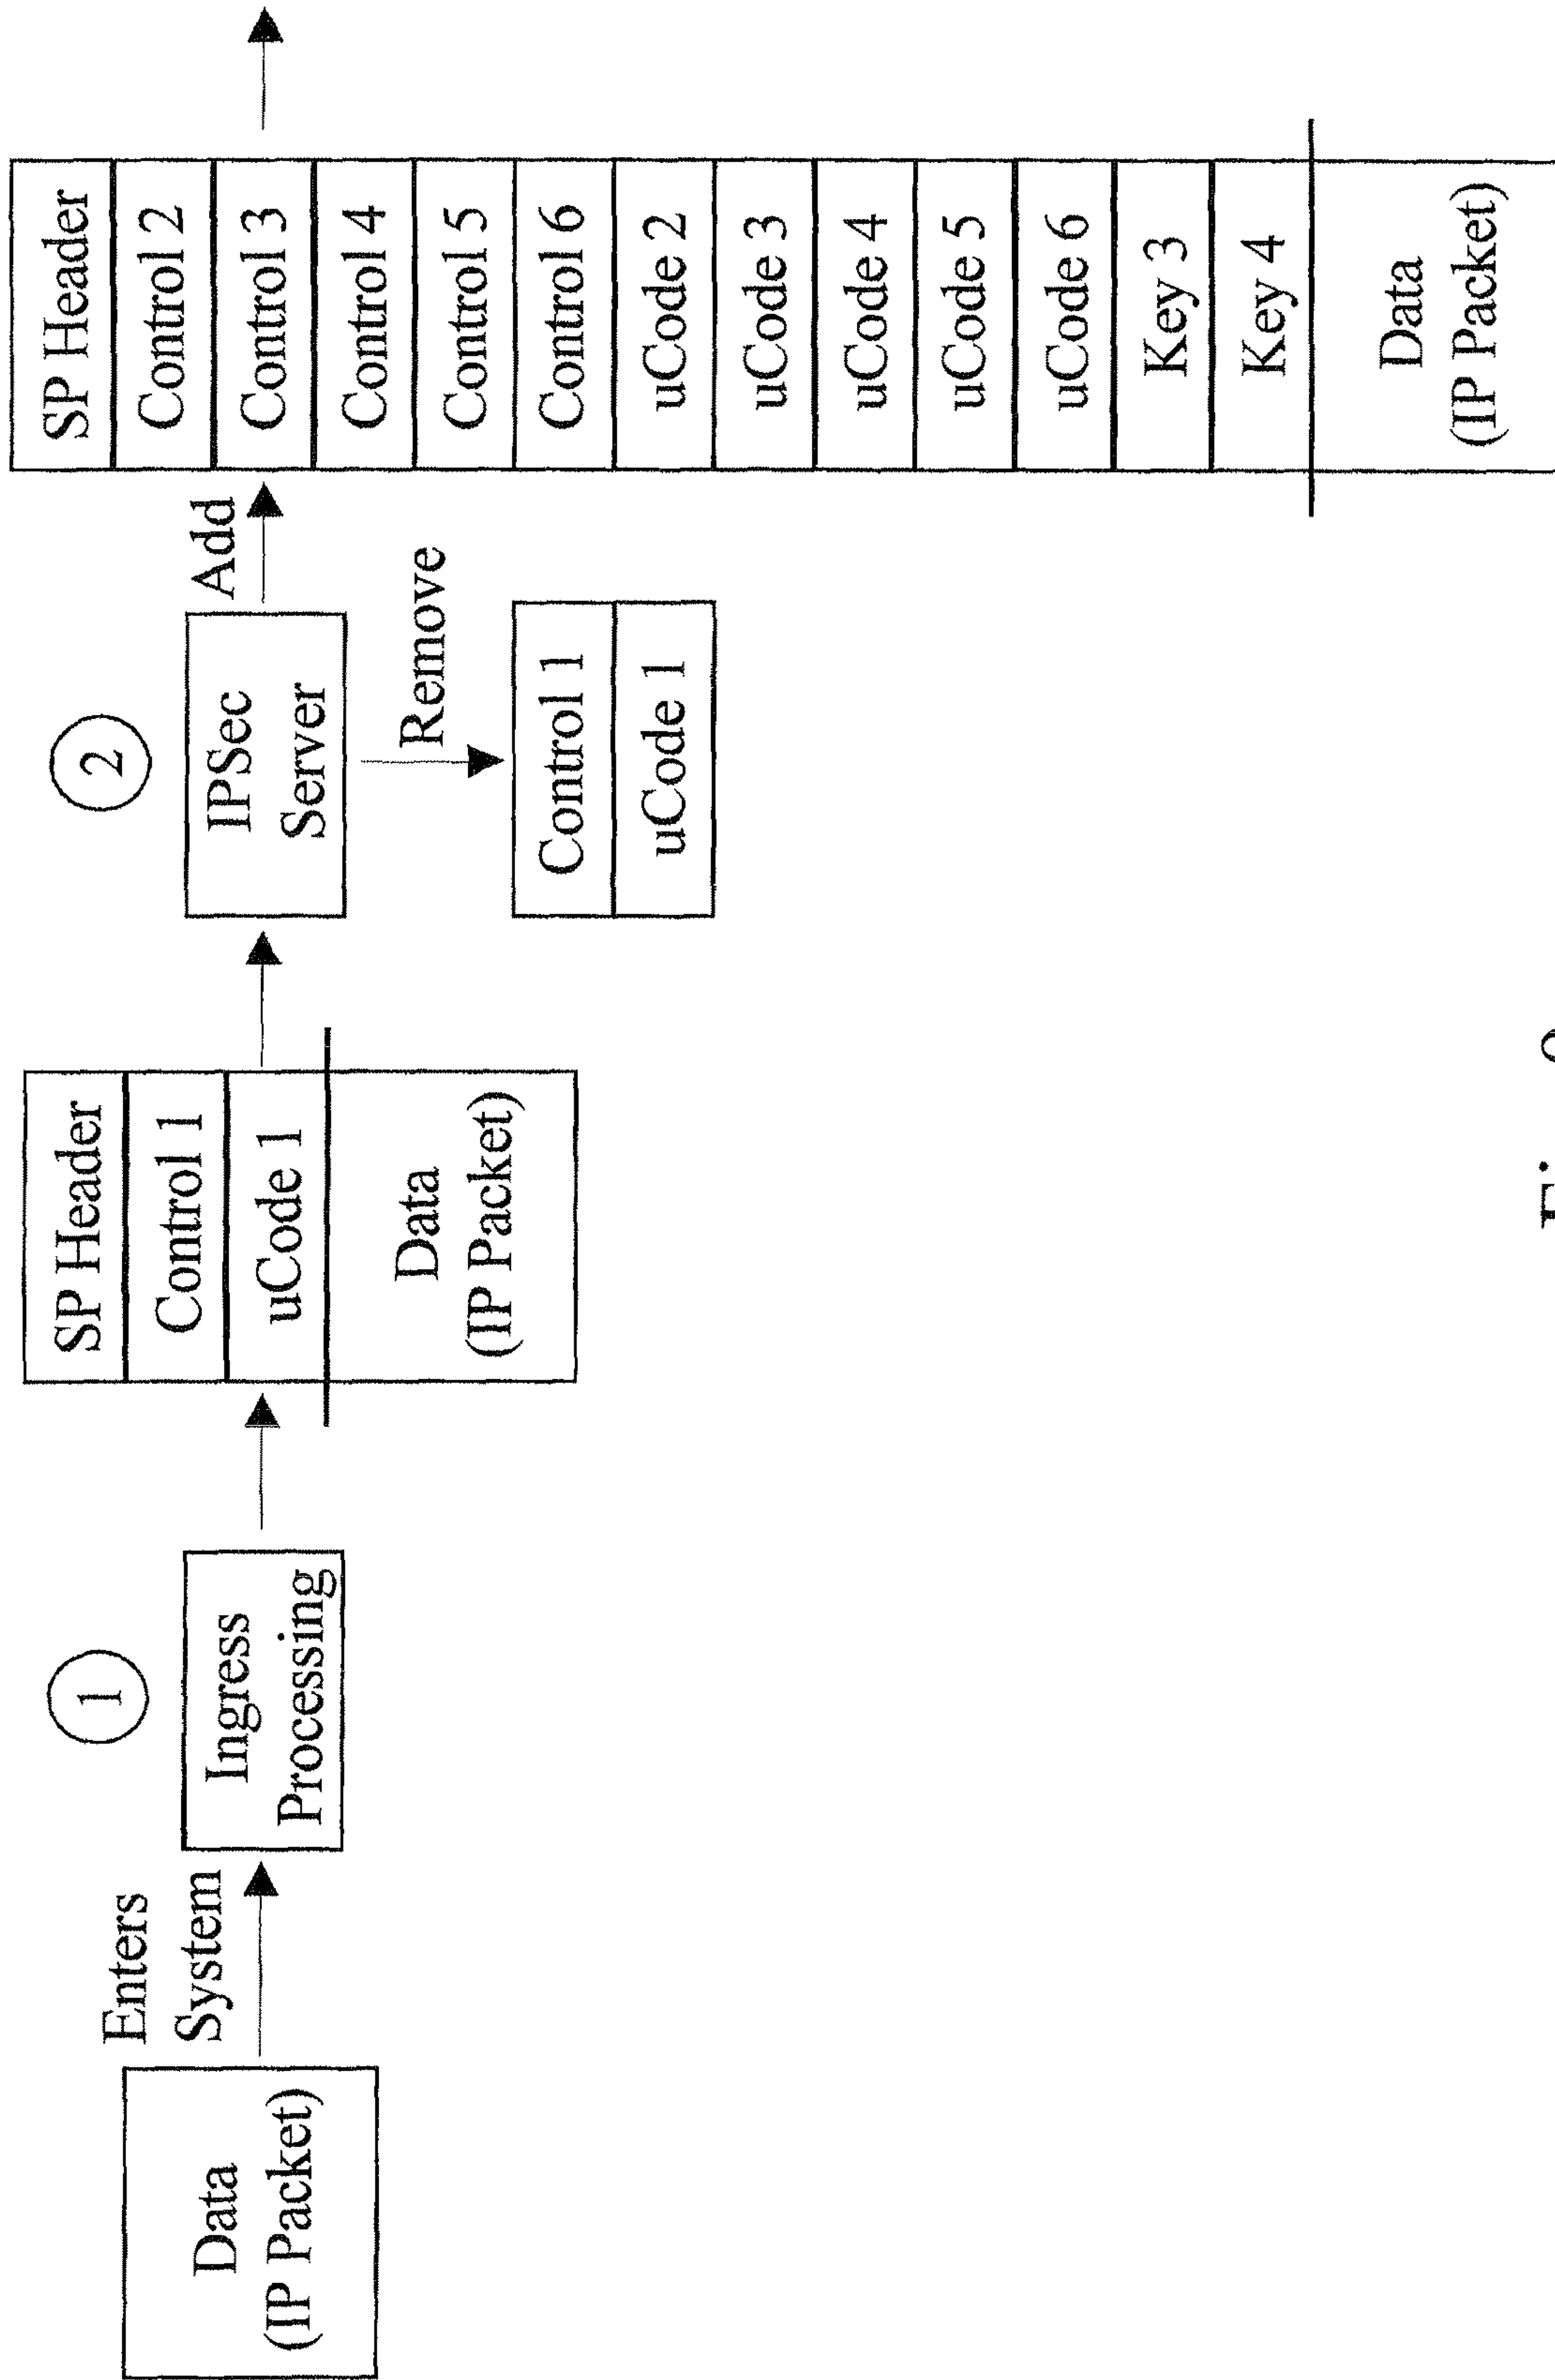 Data
(IP Packet)
Enters
System
1
Ingress
Processing
SP Header
Control 1
uCode 1
Data
(IP Packet)
2
IPSec
Server
Add
Remove
Control 1
uCode 1
SP Header
Control 2
Control 3
Control 4
Control 5
Control 6
uCode 2
uCode 3
uCode 4
uCode 5
uCode 6
Key 3
Key 4
Data
(IP Packet)